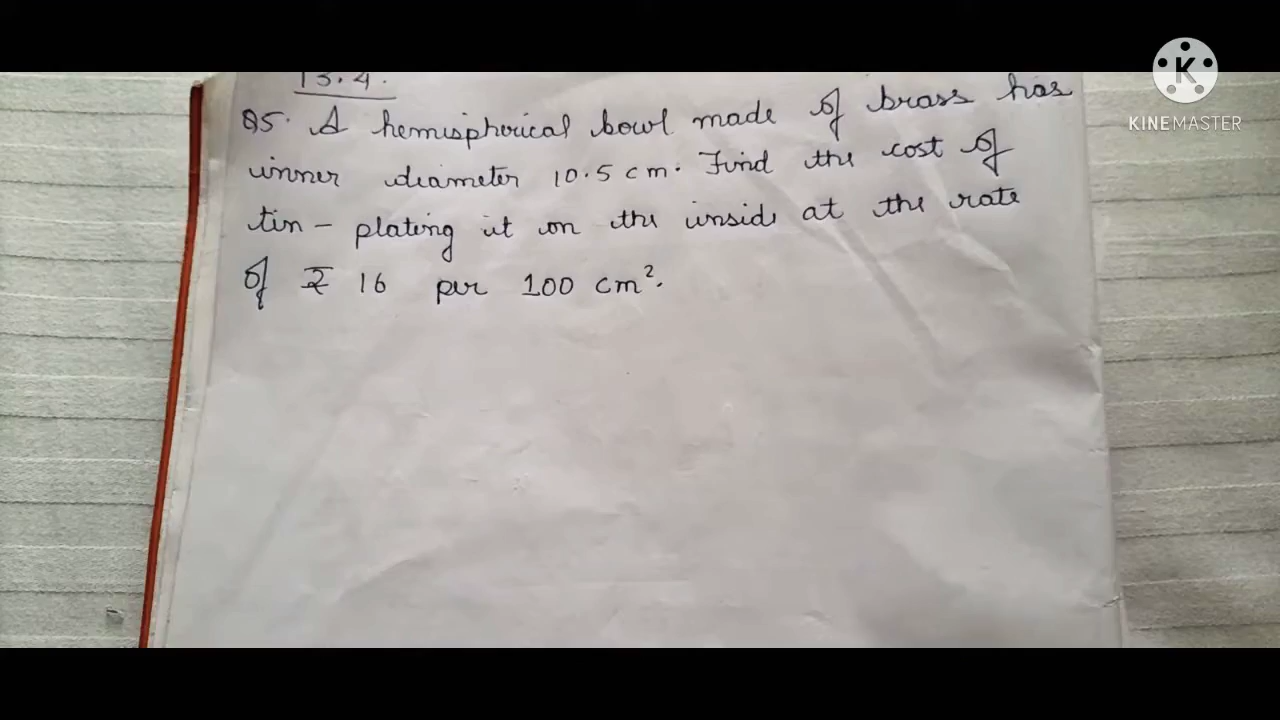 13.4.
Q5. A hemispherical bowl made of brass has
inner diameter 10.5 cm. Find the cost of
tin - plating it on the inside at the rate
of ₹ 16 per 100 cm².
K
KINEMASTER